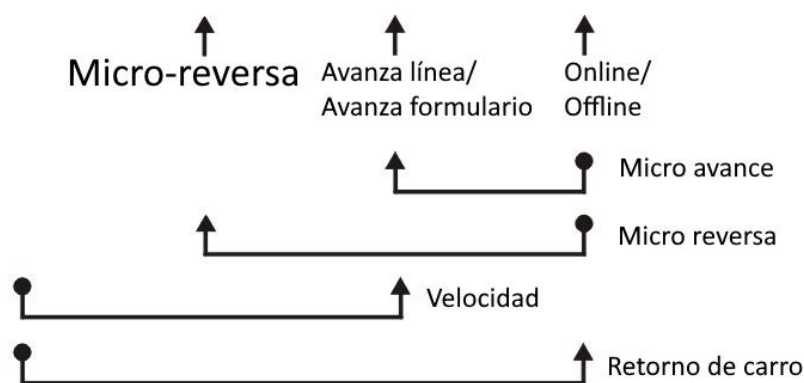 Micro-reversa
Avanza línea/
Avanza formulario
Online/
Offline
Micro avance
Micro reversa
Velocidad
Retorno de carro